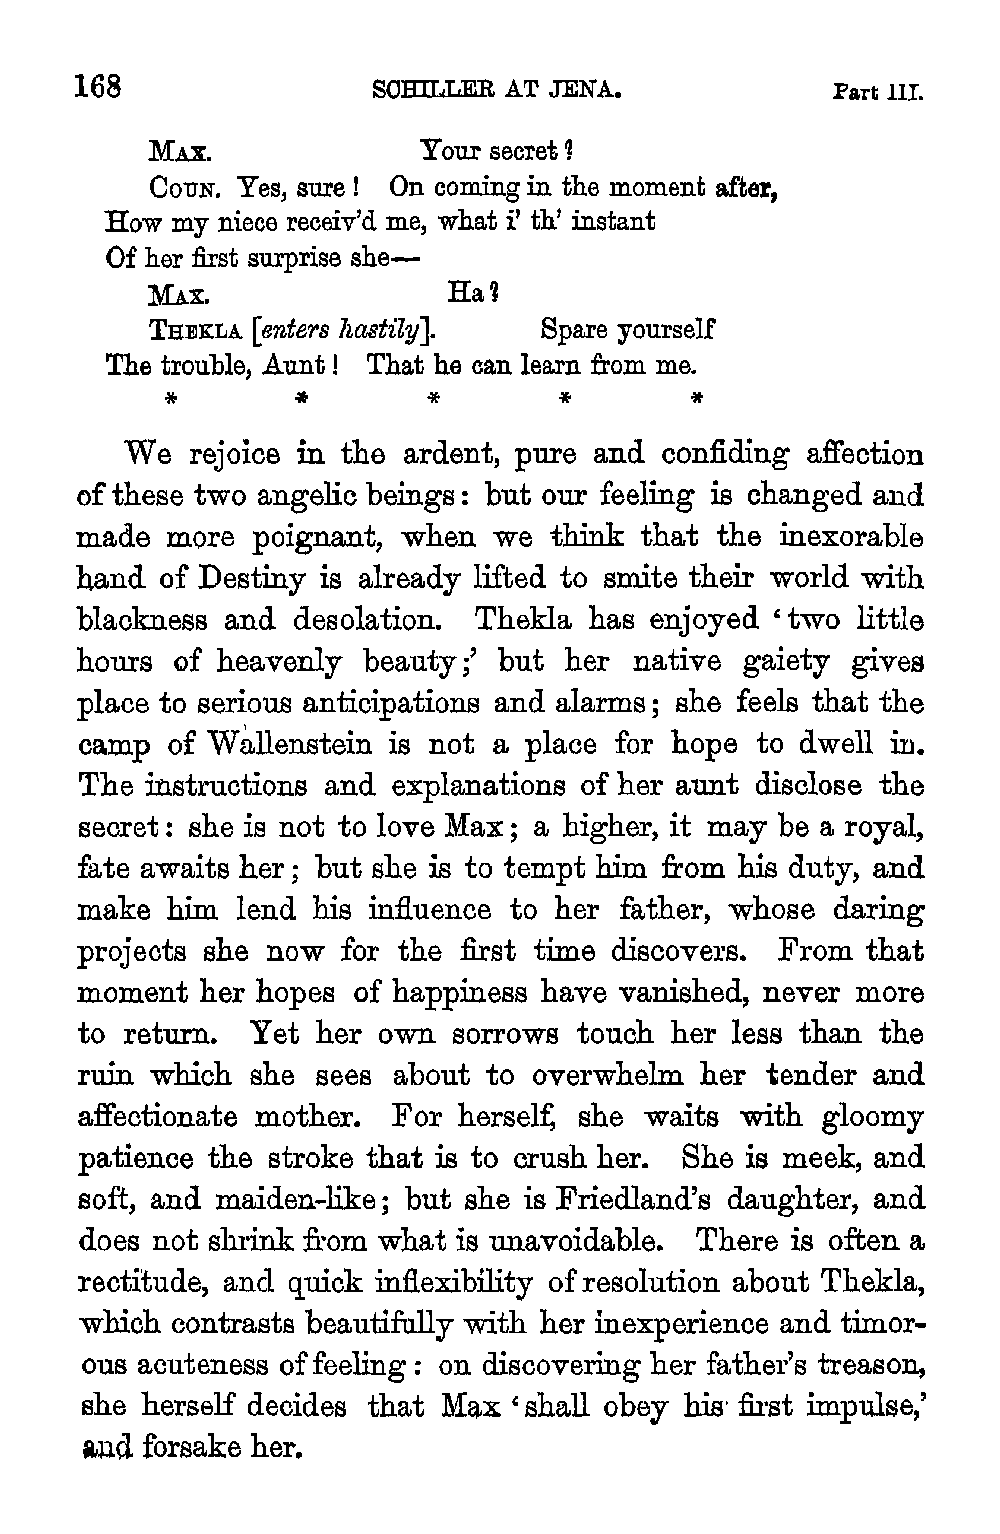 168 SCHILLER AT JENA. Part III.
MAX. Your secret?
COUN. Yes, sure! On coming in the moment after,
How my niece receiv'd me, what i' th' instant
Of her first surprise she—
MAX. Ha?
THEKLA [enters hastily]. Spare yourself
The trouble, Aunt! That he can learn from me.
* * * * *
We rejoice in the ardent, pure and confiding affection
of these two angelic beings: but our feeling is changed and
made more poignant, when we think that the inexorable
hand of Destiny is already lifted to smite their world with
blackness and desolation. Thekla has enjoyed ‘two little
hours of heavenly beauty;’ but her native gaiety gives
place to serious anticipations and alarms; she feels that the
camp of Wallenstein is not a place for hope to dwell in.
The instructions and explanations of her aunt disclose the
secret: she is not to love Max; a higher, it may be a royal,
fate awaits her; but she is to tempt him from his duty, and
make him lend his influence to her father, whose daring
projects she now for the first time discovers. From that
moment her hopes of happiness have vanished, never more
to return. Yet her own sorrows touch her less than the
ruin which she sees about to overwhelm her tender and
affectionate mother. For herself, she waits with gloomy
patience the stroke that is to crush her. She is meek, and
soft, and maiden-like; but she is Friedland's daughter, and
does not shrink from what is unavoidable. There is often a
rectitude, and quick inflexibility of resolution about Thekla,
which contrasts beautifully with her inexperience and timor-
ous acuteness of feeling: on discovering her father's treason,
she herself decides that Max ‘shall obey his first impulse,’
and forsake her.